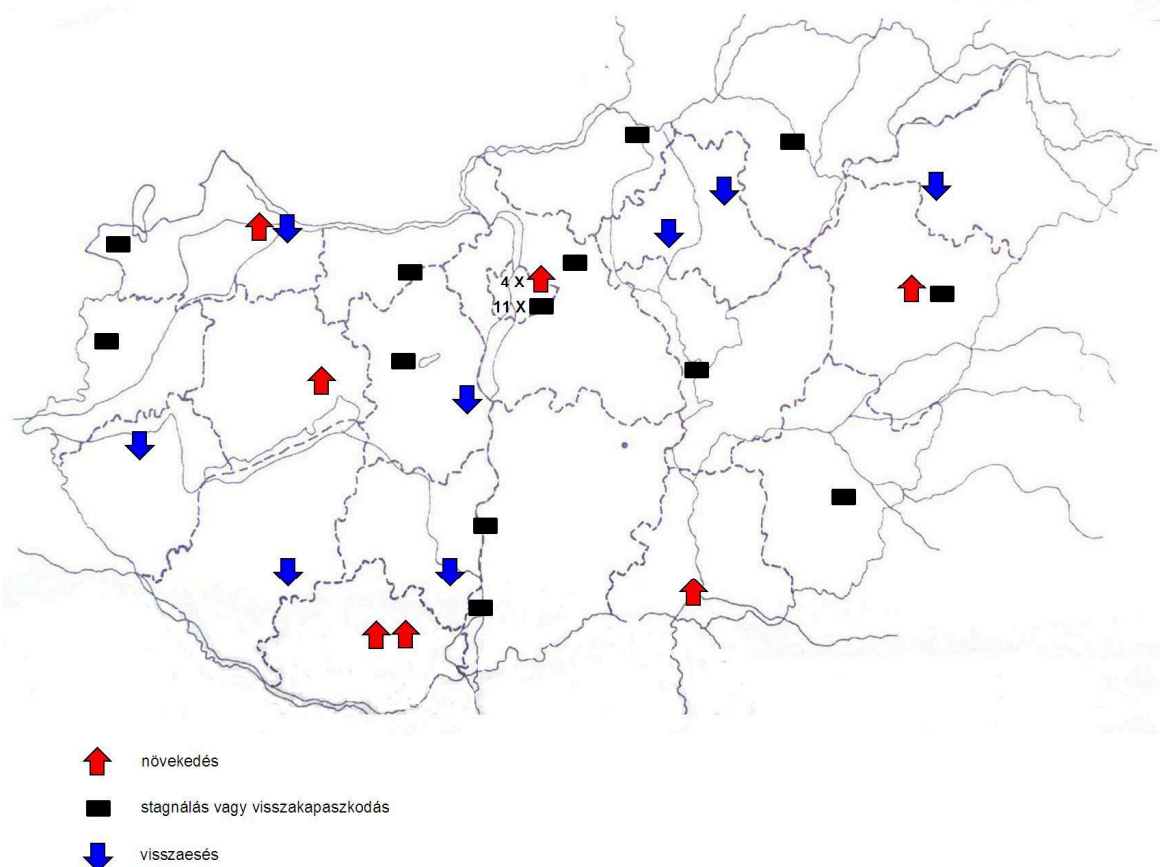 4 X
11 X
növekedés
stagnálás vagy visszakapaszkodás
visszaesés